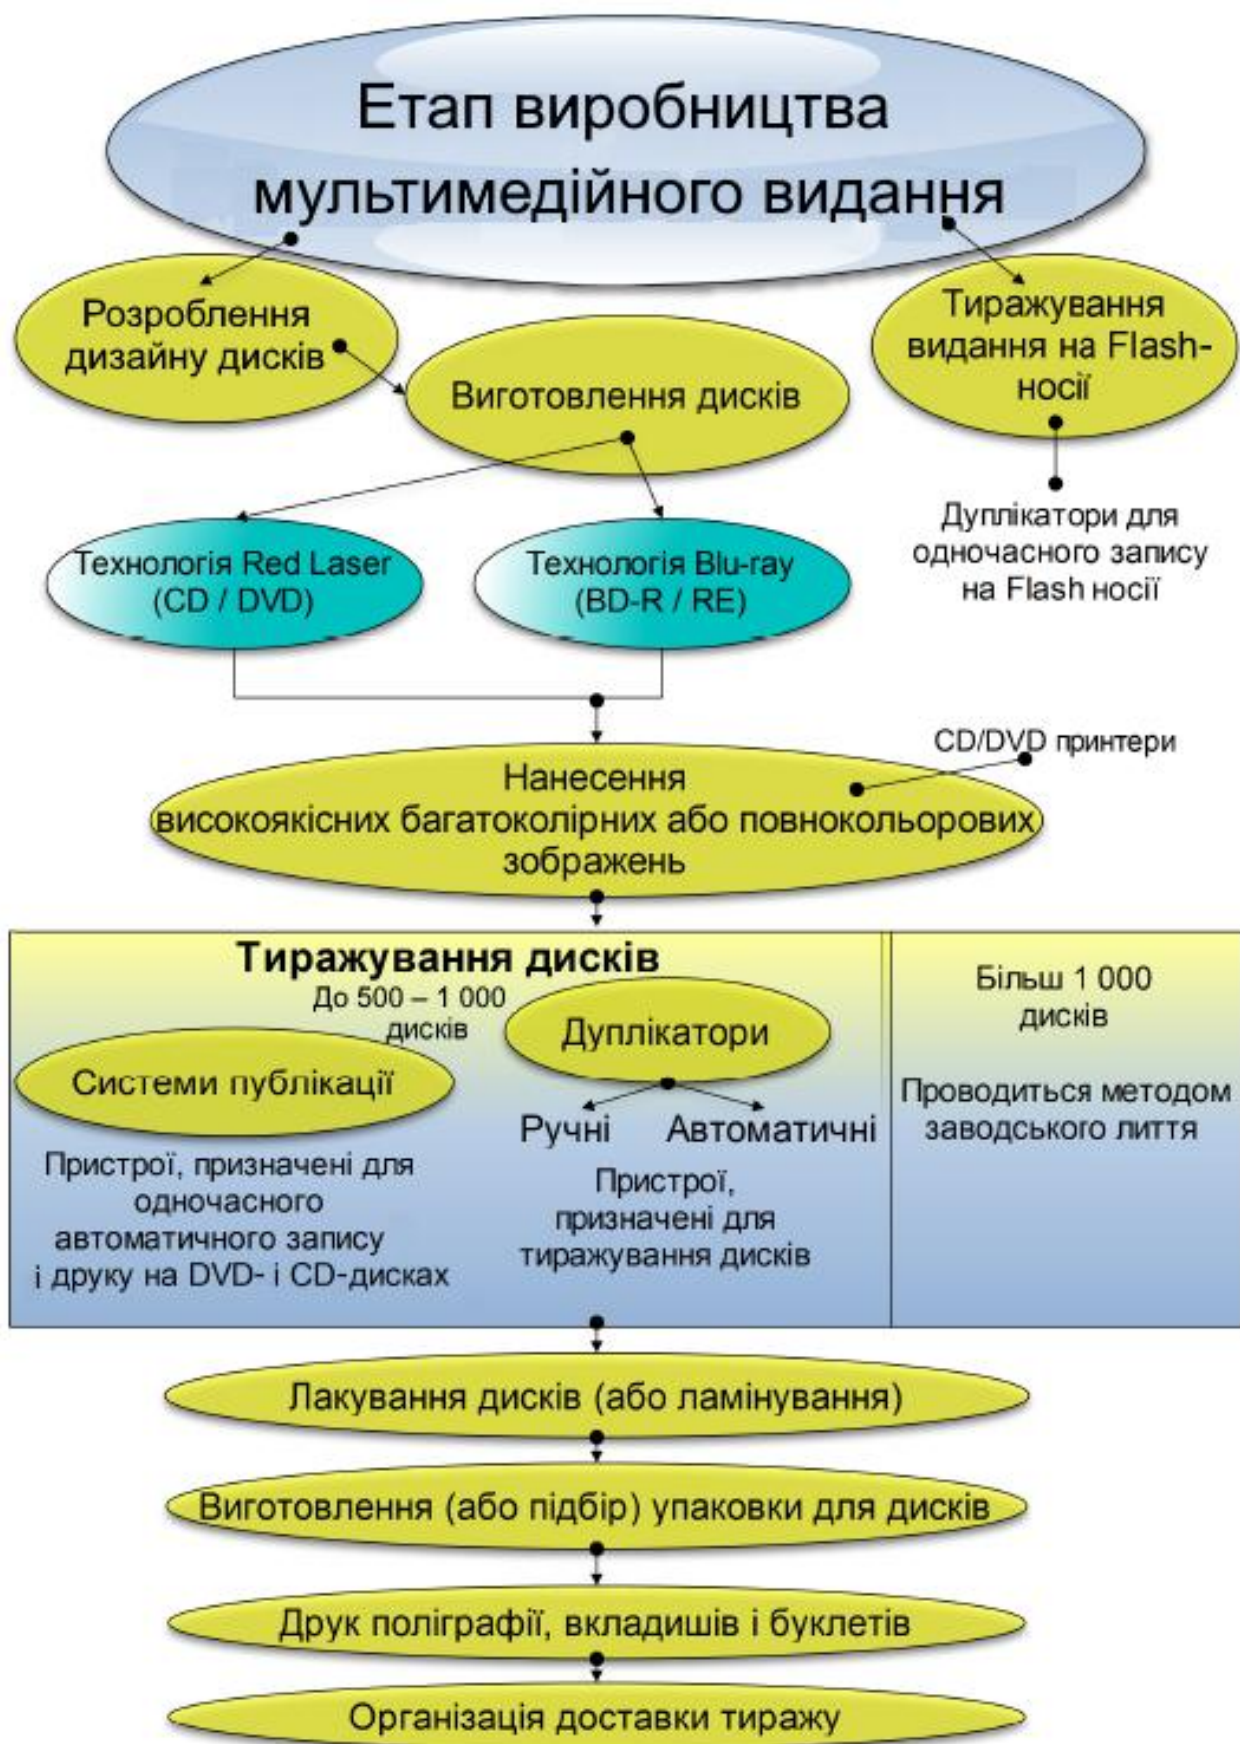 Етап виробництва
мультимедійного видання
Розроблення
дизайну дисків
Виготовлення дисків
Тиражування
видання на Flash-
носії
Дуплікатори для
одночасного запису
на Flash носії
Технологія Red Laser
(CD / DVD)
Технологія Blu-ray
(BD-R / RE)
CD/DVD принтери
Нанесення
високоякісних багатоколірних або повнокольорових
зображень
Тиражування дисків
До 500 – 1 000
дисків
Системи публікації
Пристрої, призначені для
одночасного
автоматичного запису
і друку на DVD- і CD-дисках
Дуплікатори
Ручні
Автоматичні
Пристрої,
призначені для
тиражування дисків
Більш 1 000
дисків
Проводиться методом
заводського лиття
Лакування дисків (або ламінування)
Виготовлення (або підбір) упаковки для дисків
Друк поліграфії, вкладишів і буклетів
Організація доставки тиражу